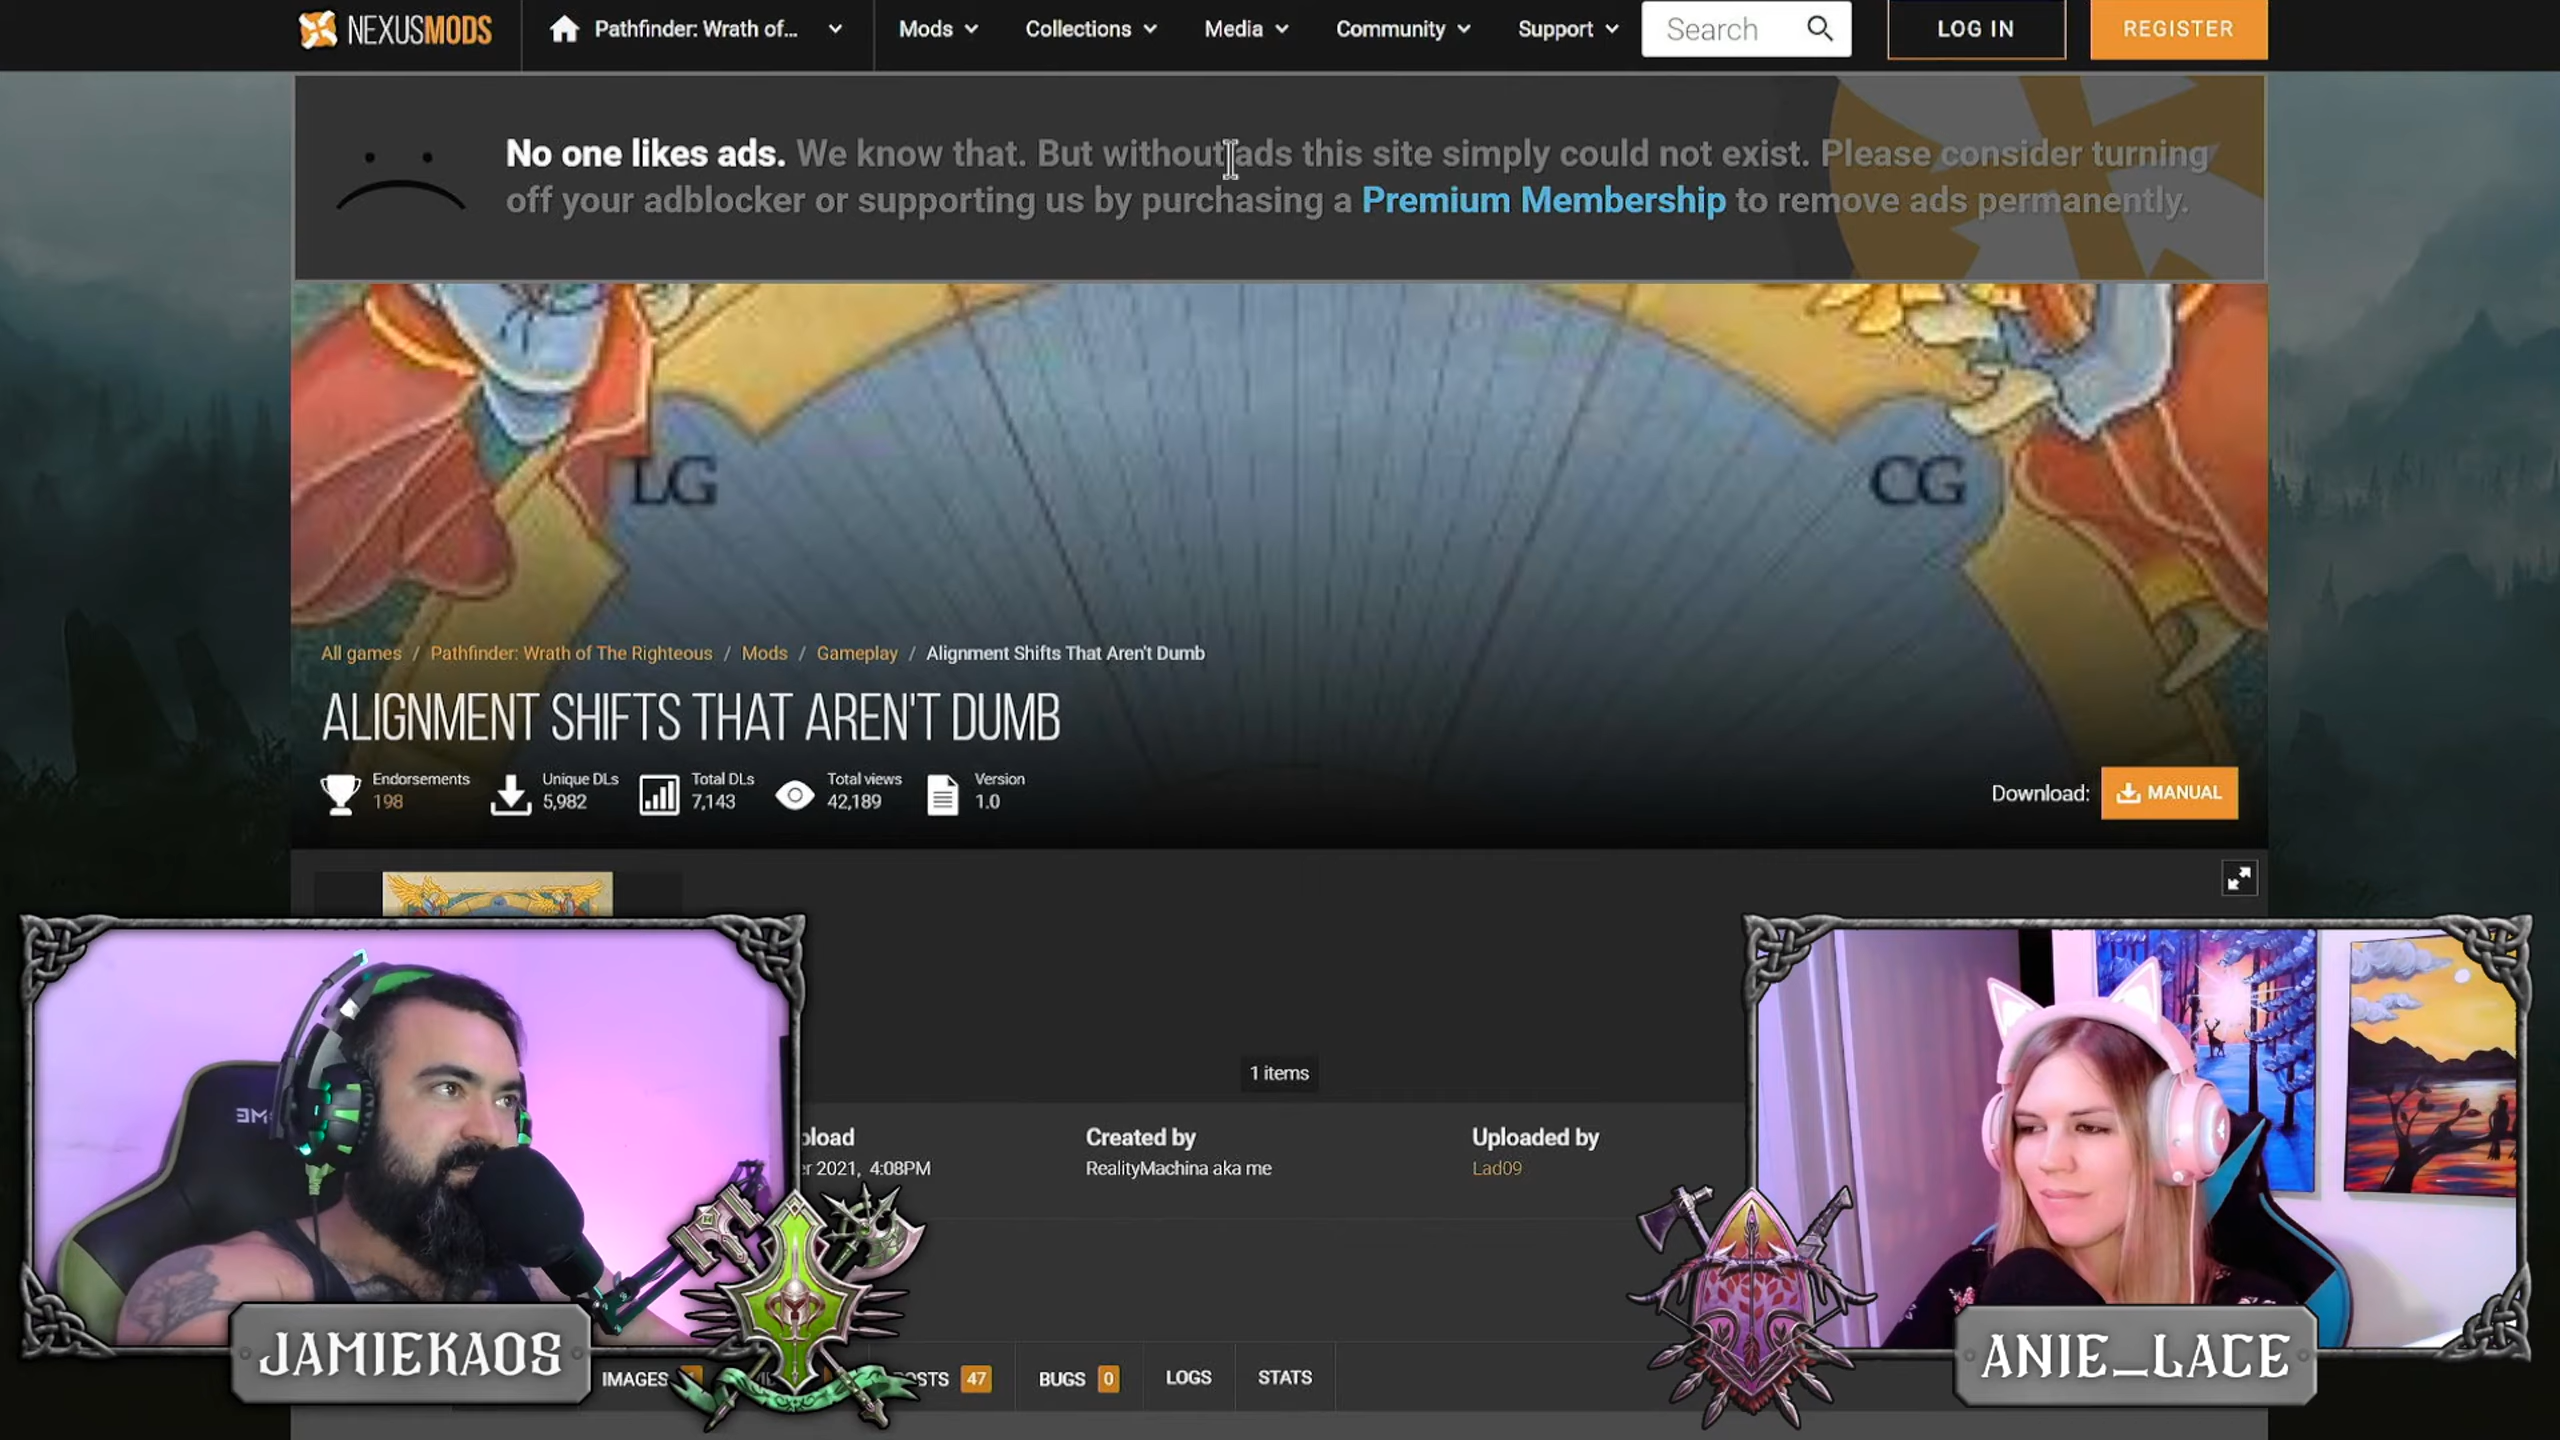 NEXUSMODS
Pathfinder: Wrath of...
Mods
Collections
Media
Community
Support
Search
LOG IN
REGISTER
No one likes ads. We know that. But without ads this site simply could not exist. Please consider turning
off your adblocker or supporting us by purchasing a Premium Membership to remove ads permanently.
LG
CG
All games / Pathfinder: Wrath of The Righteous / Mods / Gameplay / Alignment Shifts That Aren't Dumb
ALIGNMENT SHIFTS THAT AREN'T DUMB
Endorsements
198
Unique DLs
5,982
Total DLs
7,143
Total views
42,189
Version
1.0
Download:
MANUAL
1 items
2021, 4:08PM
Created by
RealityMachina aka me
Uploaded by
Lad09
JAMIEKAOS
ANIE_LACE
IMAGES
47
BUGS 0
LOGS
STATS